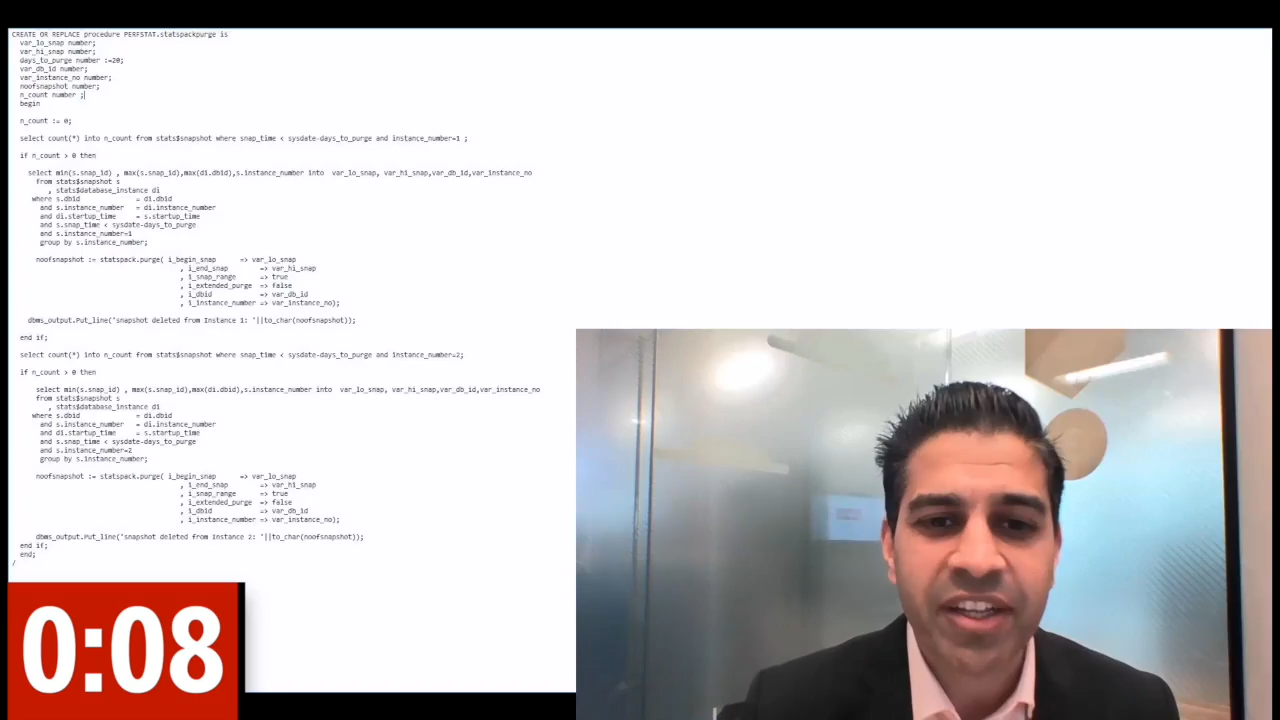 CREATE OR REPLACE procedure PERFSTAT.statspackpurge is
var_lo_snap number;
var_hi_snap number;
days_to_purge number :=20;
var_db_id number;
var_instance_no number;
noofsnapshot number;
n_count number ;
begin
n_count := 0;
select count(*) into n_count from stats$snapshot where snap_time < sysdate-days_to_purge and instance_number=1 ;
if n_count > 0 then
select min(s.snap_id) , max(s.snap_id),max(di.dbid),s.instance_number into var_lo_snap, var_hi_snap,var_db_id,var_instance_no
from stats$snapshot s
, stats$database_instance di
where s.dbid = di.dbid
and s.instance_number = di.instance_number
and di.startup_time = s.startup_time
and s.snap_time < sysdate-days_to_purge
and s.instance_number=1
group by s.instance_number;
noofsnapshot := statspack.purge( i_begin_snap => var_lo_snap
, i_end_snap => var_hi_snap
, i_snap_range => true
, i_extended_purge => false
, i_dbid => var_db_id
, i_instance_number => var_instance_no);
dbms_output.Put_line('snapshot deleted from Instance 1: '||to_char(noofsnapshot));
end if;
select count(*) into n_count from stats$snapshot where snap_time < sysdate-days_to_purge and instance_number=2;
if n_count > 0 then
select min(s.snap_id) , max(s.snap_id),max(di.dbid),s.instance_number into var_lo_snap, var_hi_snap,var_db_id,var_instance_no
from stats$snapshot s
, stats$database_instance di
where s.dbid = di.dbid
and s.instance_number = di.instance_number
and di.startup_time = s.startup_time
and s.snap_time < sysdate-days_to_purge
and s.instance_number=2
group by s.instance_number;
noofsnapshot := statspack.purge( i_begin_snap => var_lo_snap
, i_end_snap => var_hi_snap
, i_snap_range => true
, i_extended_purge => false
, i_dbid => var_db_id
, i_instance_number => var_instance_no);
dbms_output.Put_line('snapshot deleted from instance 2: '||to_char(noofsnapshot));
end if;
end;
/
0:08